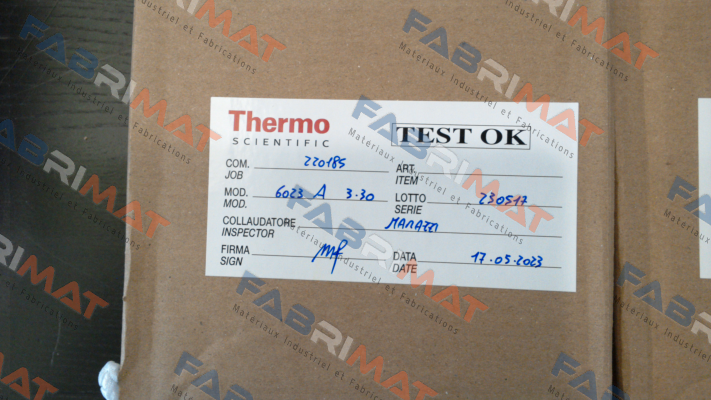 Thermo
SCIENTIFIC
TEST OK
COM. 220185 ART.
JOB ITEM
MOD. 6023 A 3.30 LOTTO 230517
MOD. SERIE
COLLAUDATORE MARAZZI
INSPECTOR
FIRMA DATA 17.05.2023
SIGN DATE
FABRIMAT
Matériaux Industriel et Fabrications